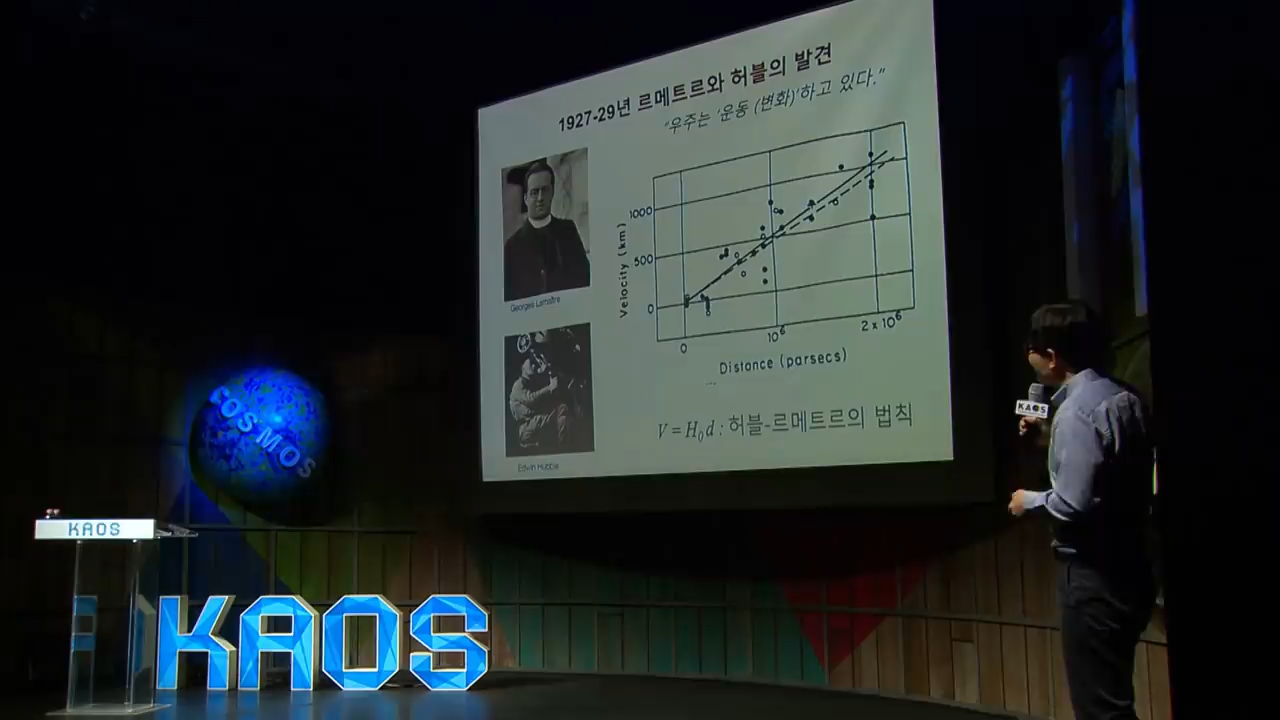 1927-29년 르메트르와 허블의 발견
"우주는 '운동 (변화)'하고 있다."
Georges Lemaître
Edwin Hubble
Velocity (km)
1000
500
0
0
10⁶
2 x 10⁶
Distance (parsecs)
V = H₀d : 허블-르메트르의 법칙
KOSMOS
KAOS
KAOS
KAOS